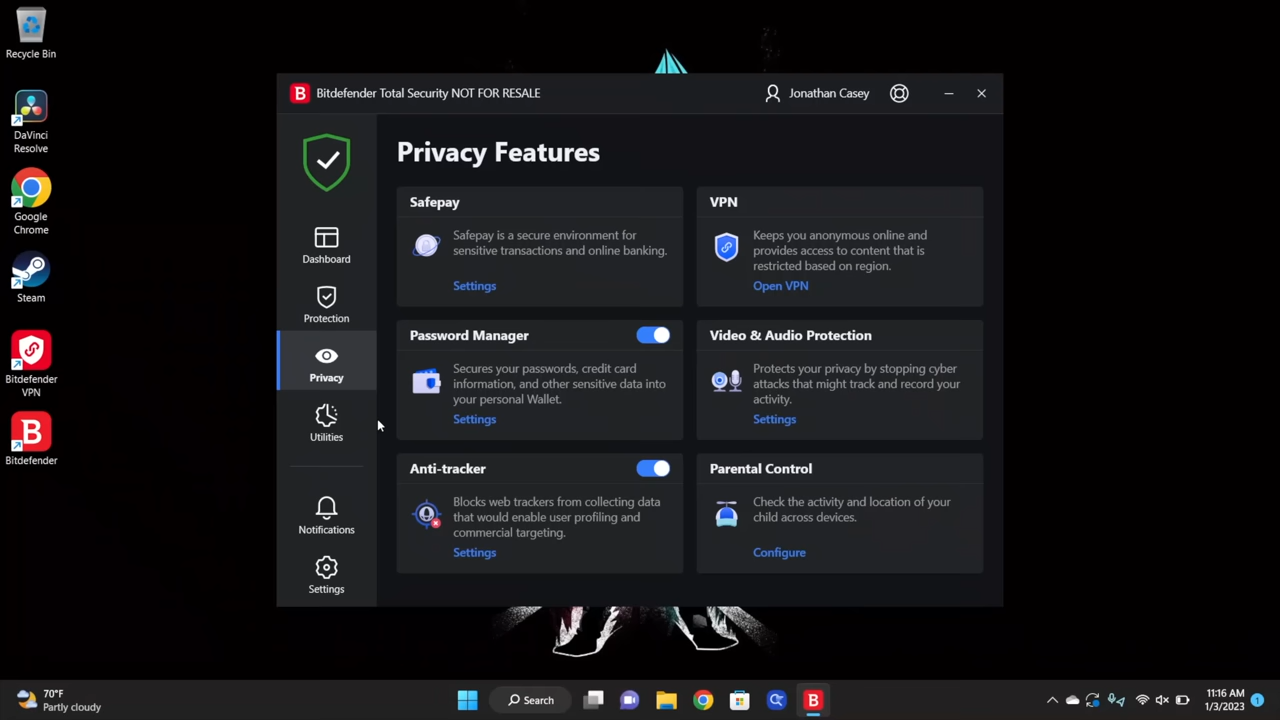 Recycle Bin
DaVinci
Resolve
Google
Chrome
Steam
Bitdefender
VPN
B
Bitdefender
B Bitdefender Total Security NOT FOR RESALE
Jonathan Casey
Dashboard
Protection
Privacy
Utilities
Notifications
Settings
Privacy Features
Safepay
Safepay is a secure environment for
sensitive transactions and online banking.
Settings
VPN
Keeps you anonymous online and
provides access to content that is
restricted based on region.
Open VPN
Password Manager
Secures your passwords, credit card
information, and other sensitive data into
your personal Wallet.
Settings
Video & Audio Protection
Protects your privacy by stopping cyber
attacks that might track and record your
activity.
Settings
Anti-tracker
Blocks web trackers from collecting data
that would enable user profiling and
commercial targeting.
Settings
Parental Control
Check the activity and location of your
child across devices.
Configure
70°F
Partly cloudy
Search
B
11:16 AM
1/3/2023
1